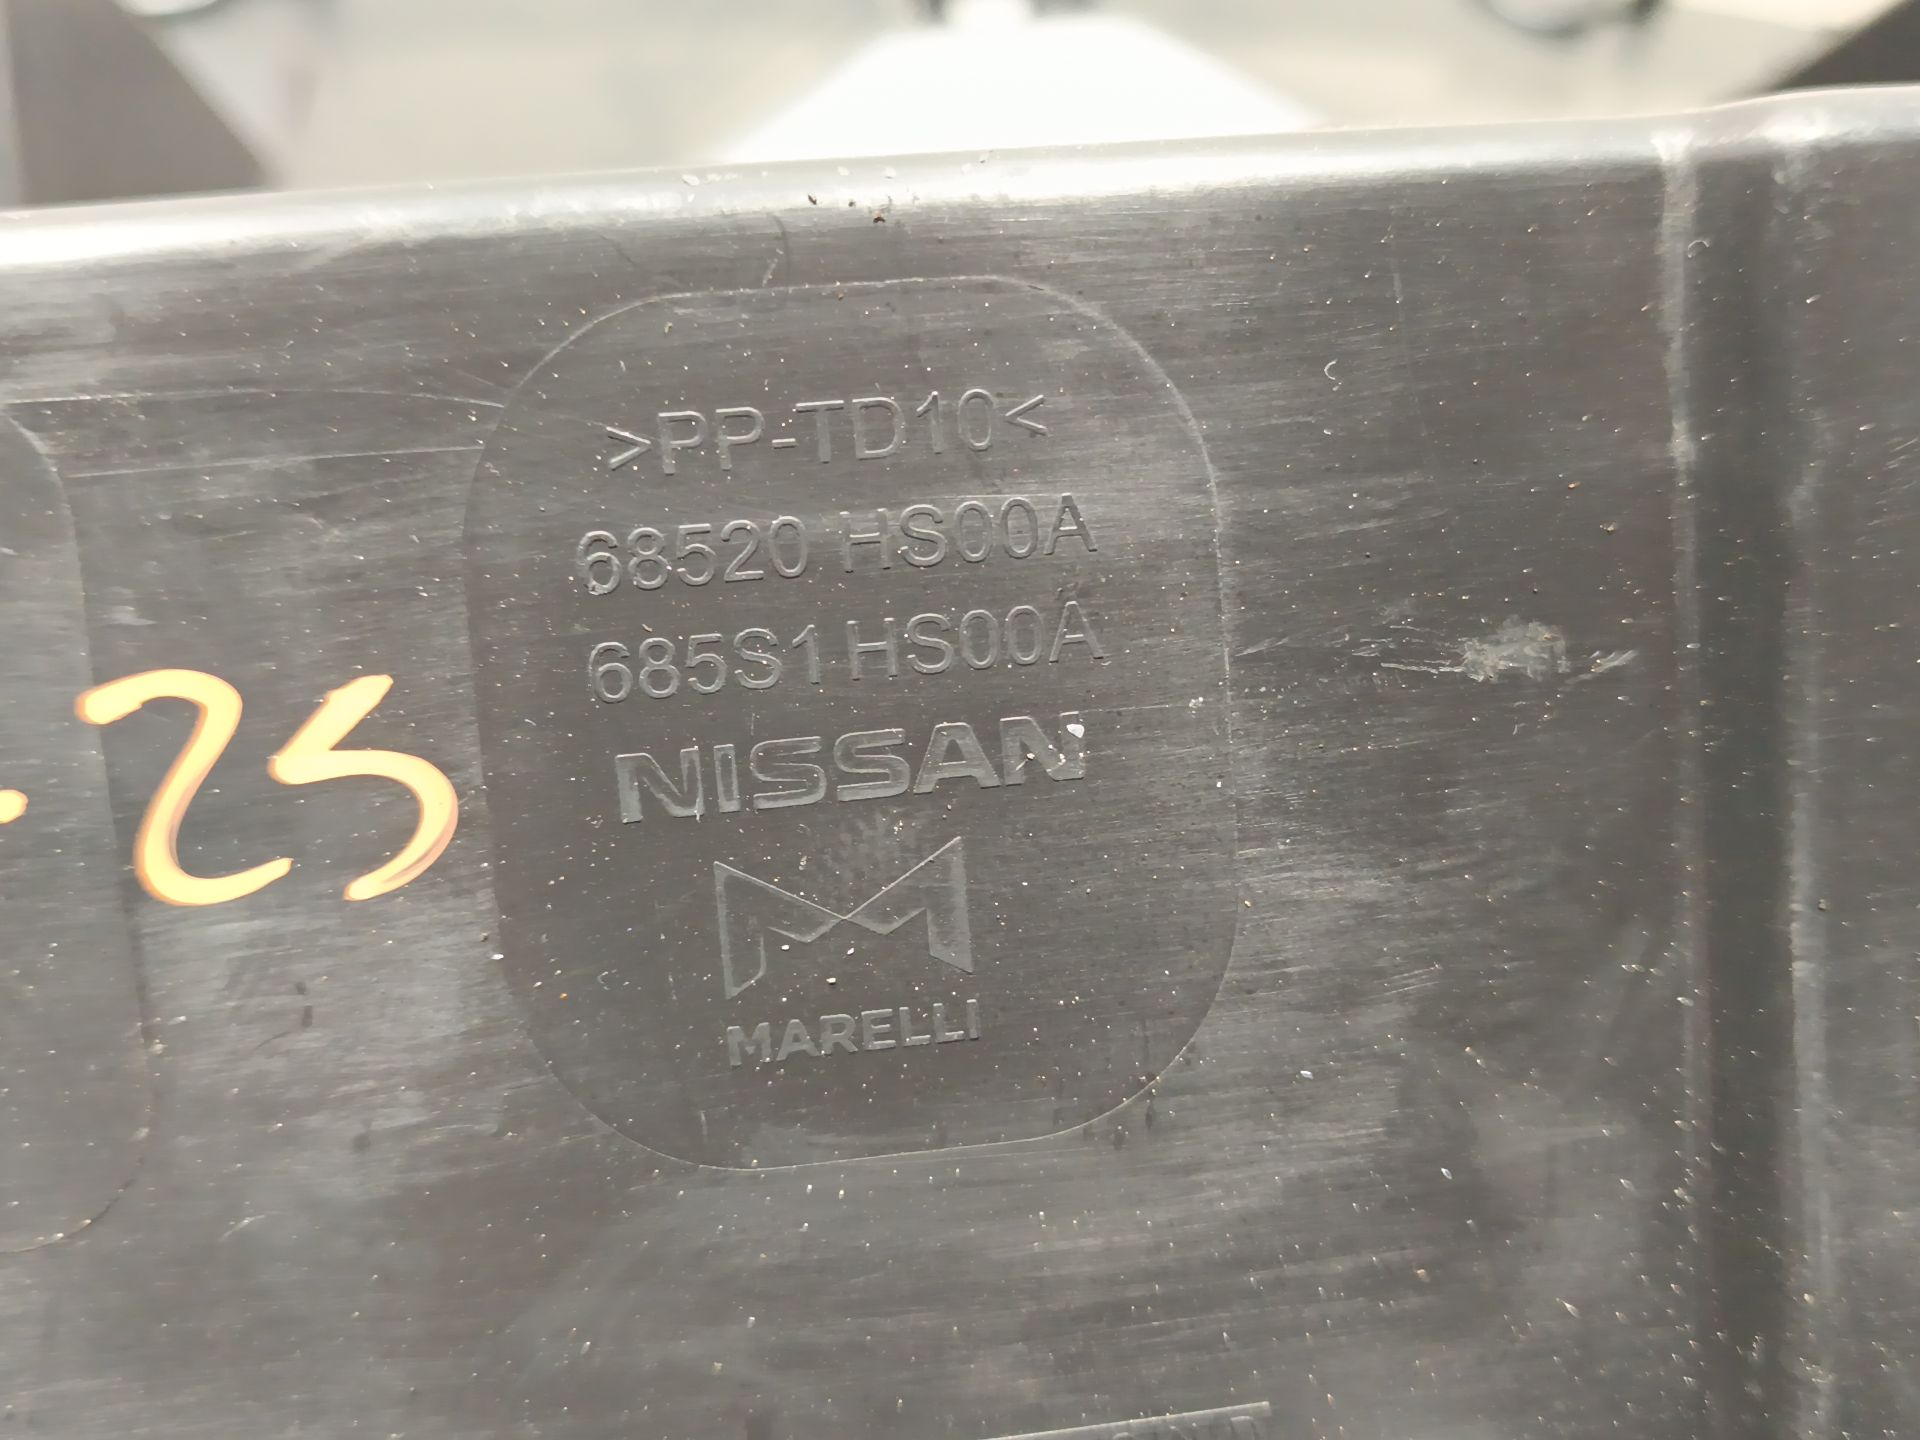 >PP-TD10<
68520 HS00A
685S1 HS00A
25
NISSAN
MARELLI